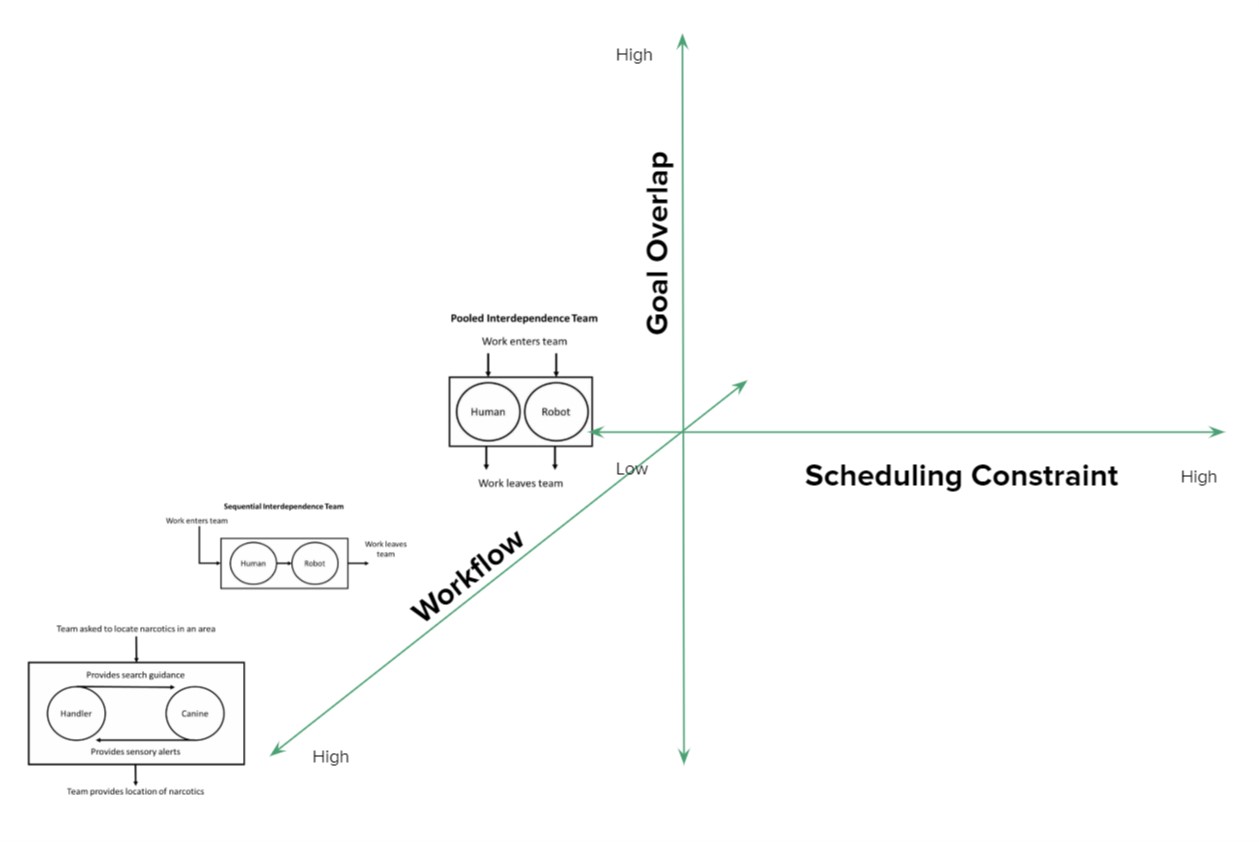 High
Goal Overlap
Pooled Interdependence Team
Work enters team
Human
Robot
Work leaves team
Low
Scheduling Constraint
High
Sequential Interdependence Team
Work enters team
Human
Robot
Work leaves
team
Workflow
Team asked to locate narcotics in an area
Provides search guidance
Handler
Canine
Provides sensory alerts
Team provides location of narcotics
High